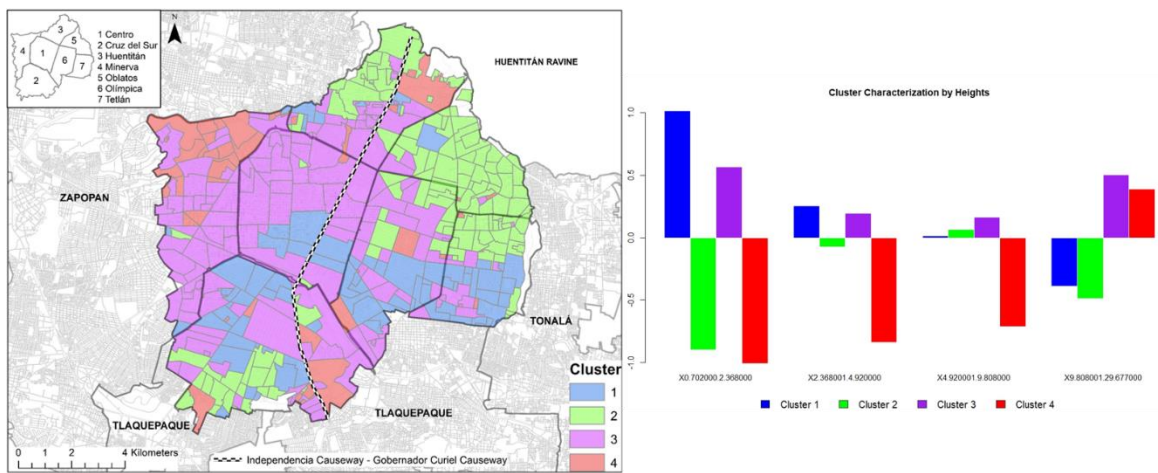 3
4
5
1
6
7
2
1 Centro
2 Cruz del Sur
3 Huentitán
4 Minerva
5 Oblatos
6 Olímpica
7 Tetlán
N
HUENTITÁN RAVINE
ZAPOPAN
TONALÁ
TLAQUEPAQUE
TLAQUEPAQUE
0 1 2 4
Kilometers
Independencia Causeway - Gobernador Curiel Causeway
Cluster
1
2
3
4
Cluster Characterization by Heights
1.0
0.5
0.0
-0.5
-1.0
X0.702000.2.368000
X2.368001.4.920000
X4.920001.9.808000
X9.808001.29.677000
Cluster 1
Cluster 2
Cluster 3
Cluster 4